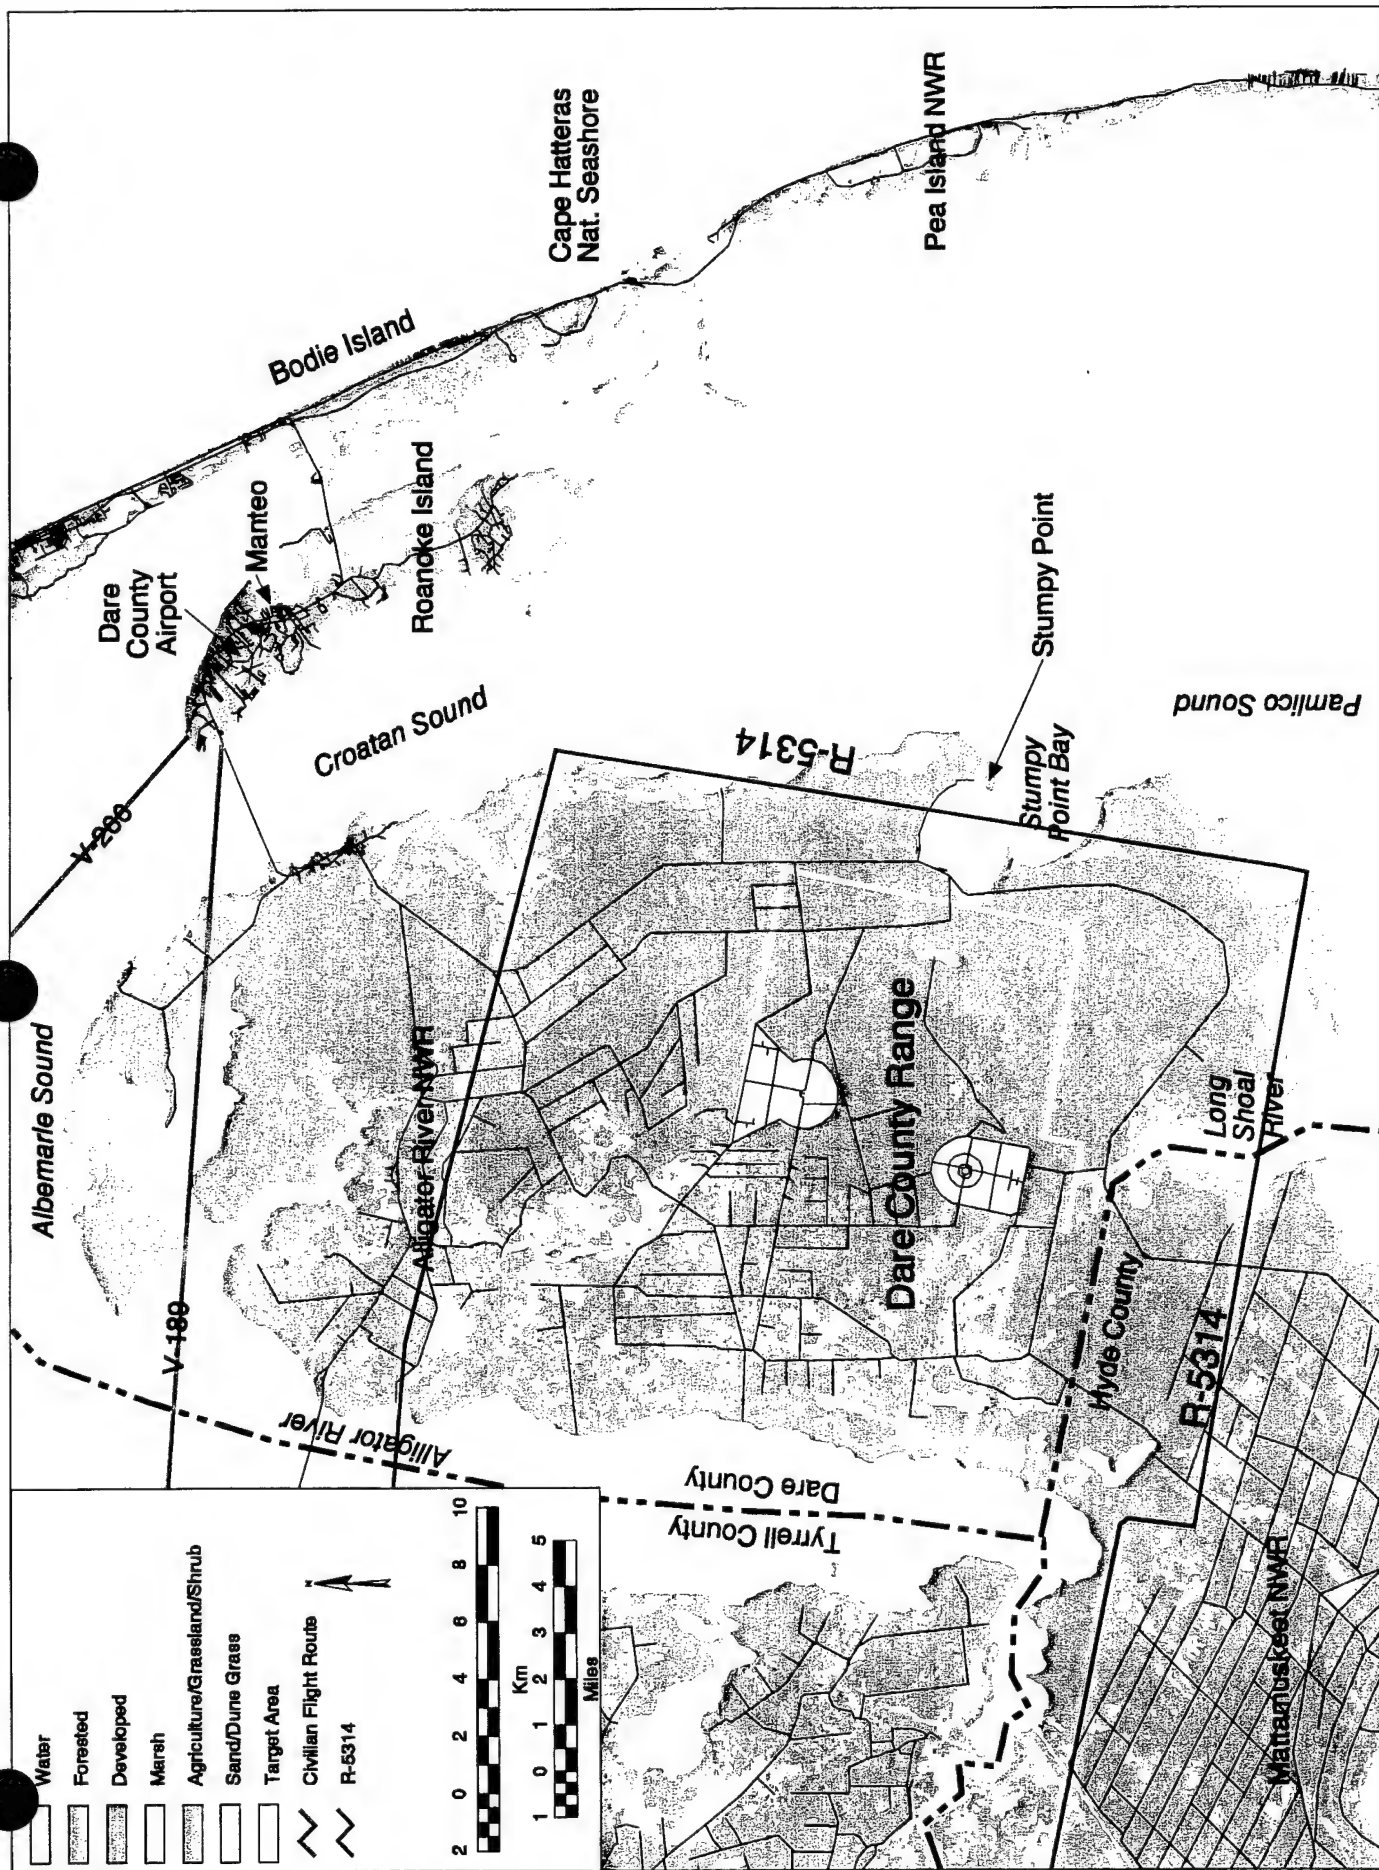 Water
Forested
Developed
Marsh
Agriculture/Grassland/Shrub
Sand/Dune Grass
Target Area
Civilian Flight Route
R-5314
N
2 0 2 4 6 8 10
Km
1 0 1 2 3 4 5
Miles
Albemarle Sound
V-189
V-266
Dare
County
Airport
Manteo
Bodie Island
Roanoke Island
Croatan Sound
Cape Hatteras
Nat. Seashore
Pea Island NWR
Alligator River
Alligator River NWR
R-5314
Dare County
Tyrrell County
Dare County Range
Stumpy Point
Stumpy
Point Bay
Pamlico Sound
Long
Shoal
River
Hyde County
R-5314
Mattamuskeet NWR